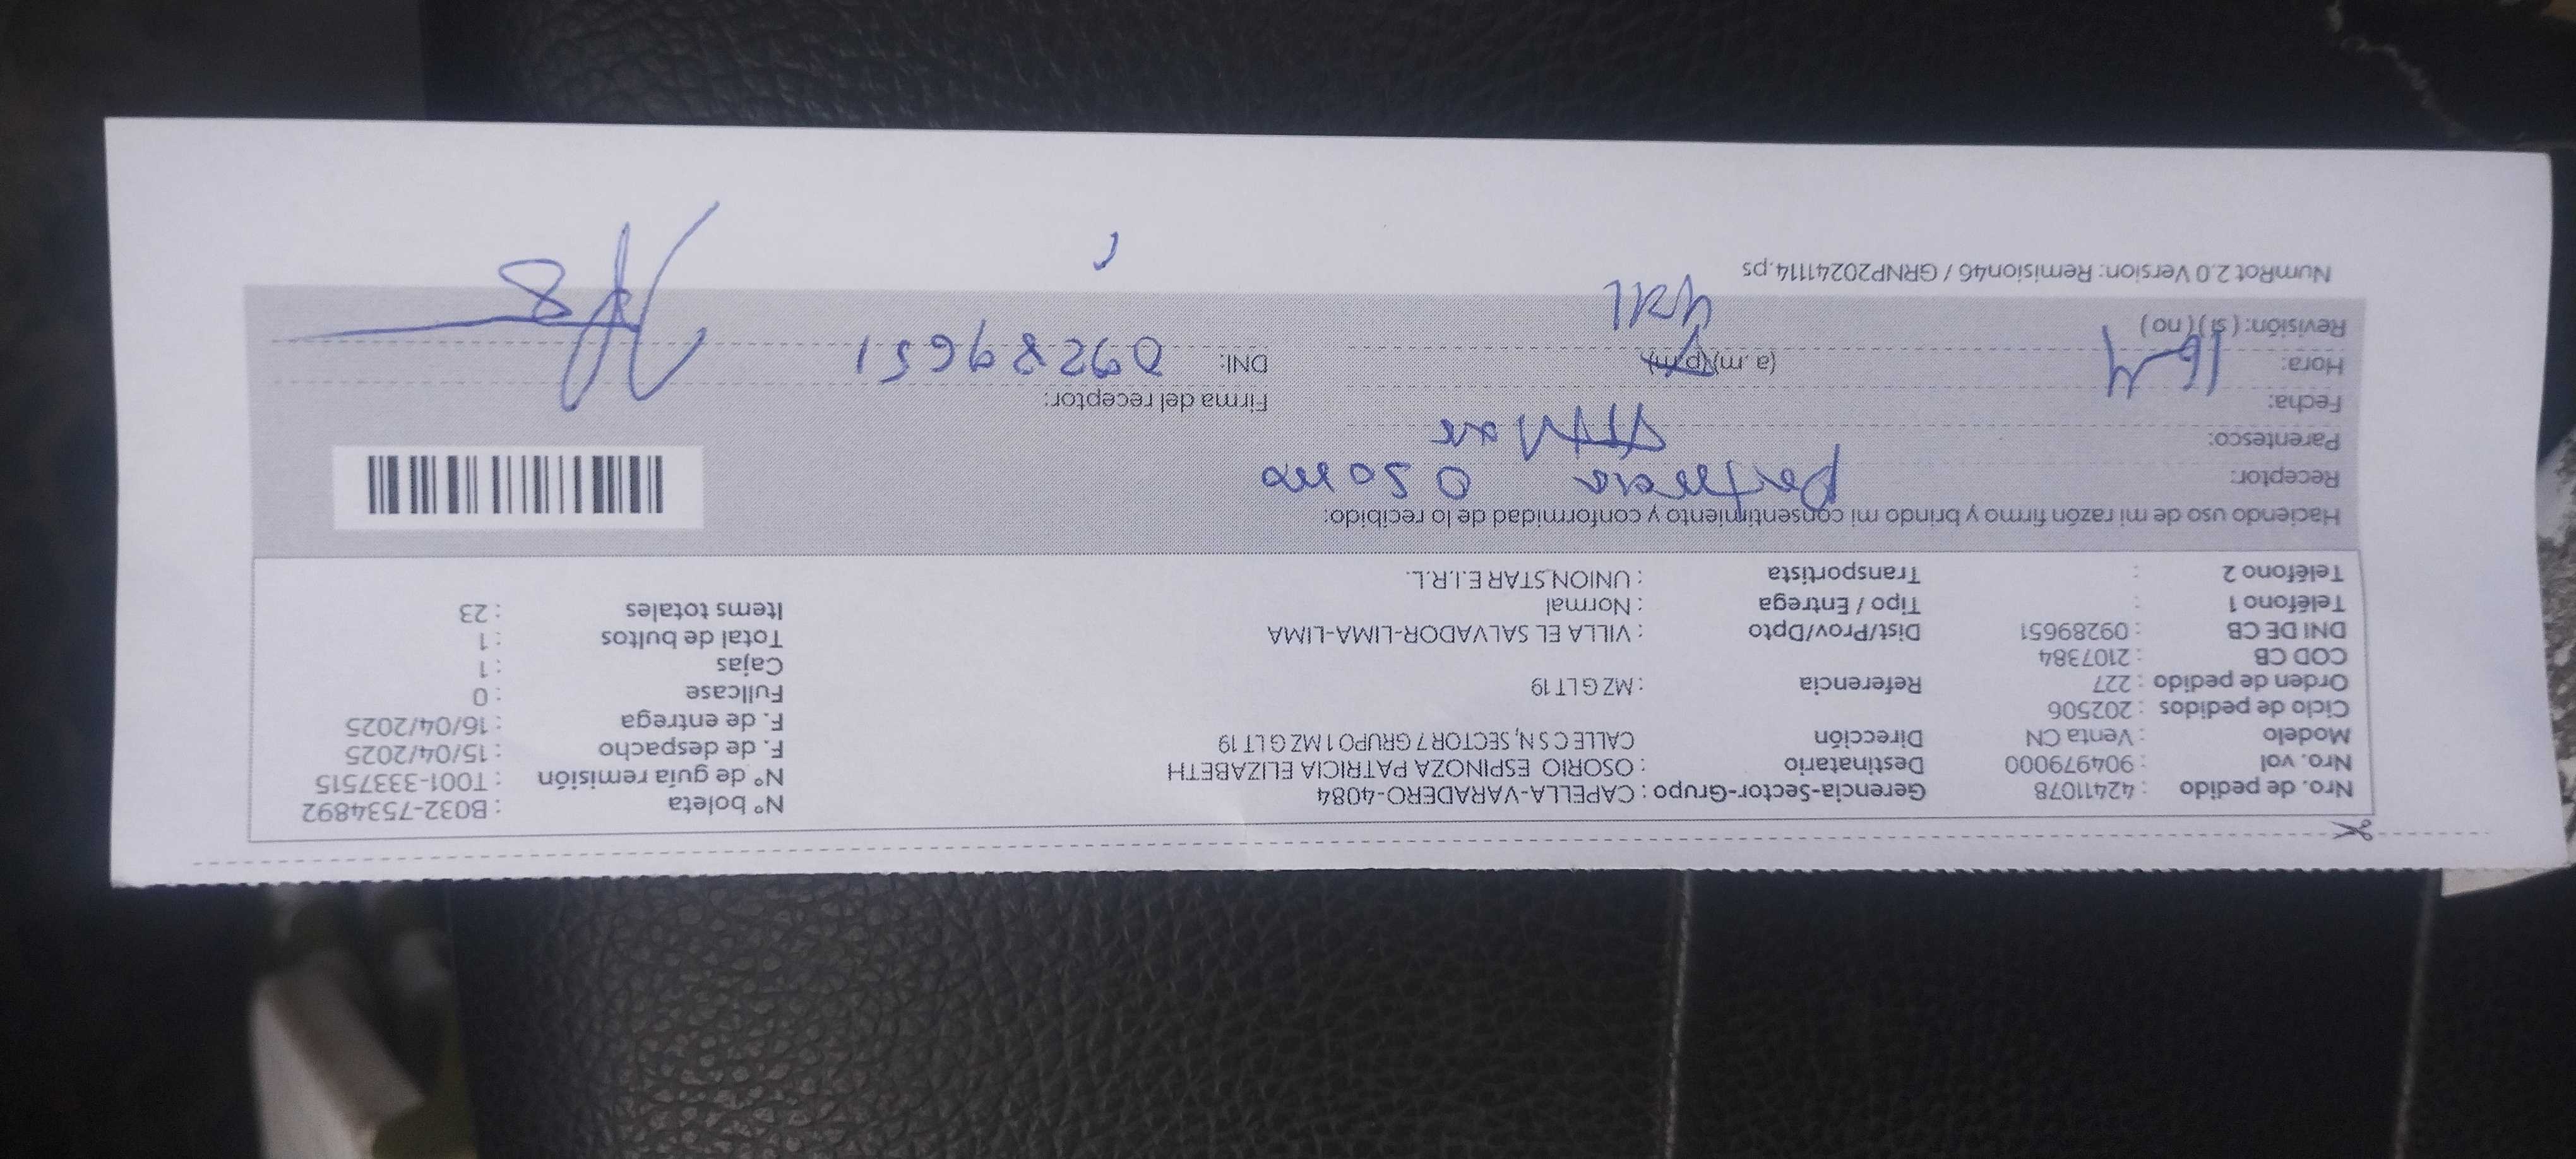 Nro. de pedido : 42411078
Nro. vol : 904979000
Modelo : Venta CN
Ciclo de pedidos : 202506
Orden de pedido : 227
COD CB : 2107384
DNI DE CB : 09289651
Teléfono 1 :
Teléfono 2 :
Gerencia-Sector-Grupo : CAPELLA-VARADERO-4084
Destinatario : OSORIO ESPINOZA PATRICIA ELIZABETH
Dirección CALLE C S N, SECTOR 7 GRUPO 1 MZ G LT 19
Referencia : MZ G LT 19
Dist/Prov/Dpto : VILLA EL SALVADOR-LIMA-LIMA
Tipo / Entrega : Normal
Transportista : UNION STAR E.I.R.L.
N° boleta : B032-7534892
N° de guía remisión : T001-3337515
F. de despacho : 15/04/2025
F. de entrega : 16/04/2025
Fullcase : 0
Cajas : 1
Total de bultos : 1
Items totales : 23
Haciendo uso de mi razón firmo y brindo mi consentimiento y conformidad de lo recibido:
Receptor:
Parentesco:
Fecha:
Hora: 16-4 (a.m)(p.m)
Revisión: ( si ) ( no )
Firma del receptor:
DNI: 09289651
NumRot 2.0 Version: Remision46 / GRNP20241114.ps